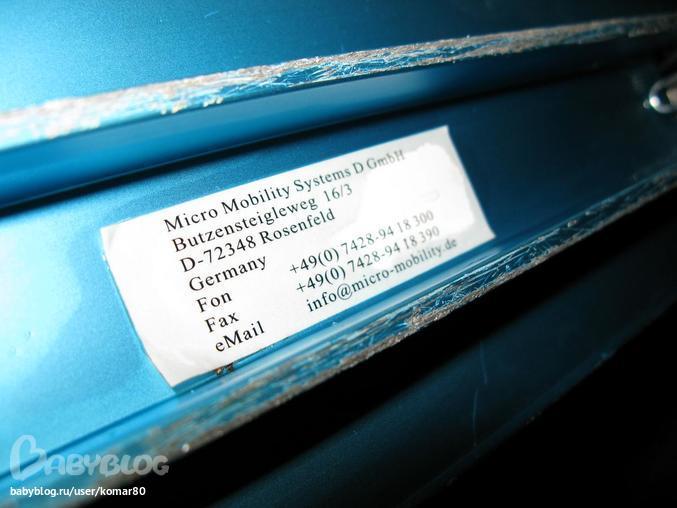 Micro Mobility Systems D GmbH
Butzensteigleweg 16/3
D-72348 Rosenfeld
Germany
Fon +49(0) 7428-94 18 300
Fax +49(0) 7428-94 18 390
eMail info@micro-mobility.de
BABYBLOG
babyblog.ru/user/komar80